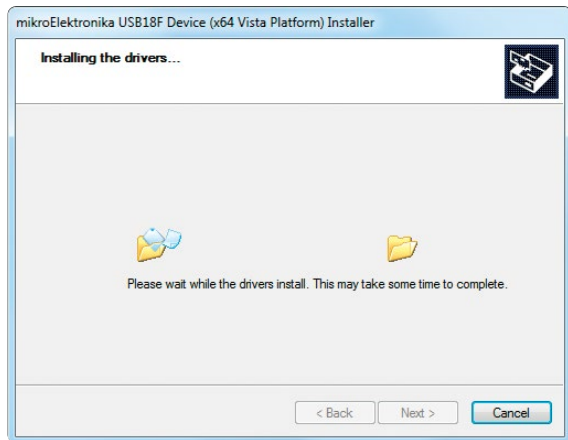 mikroElektronika USB18F Device (x64 Vista Platform) Installer
Installing the drivers...
Please wait while the drivers install. This may take some time to complete.
< Back
Next >
Cancel